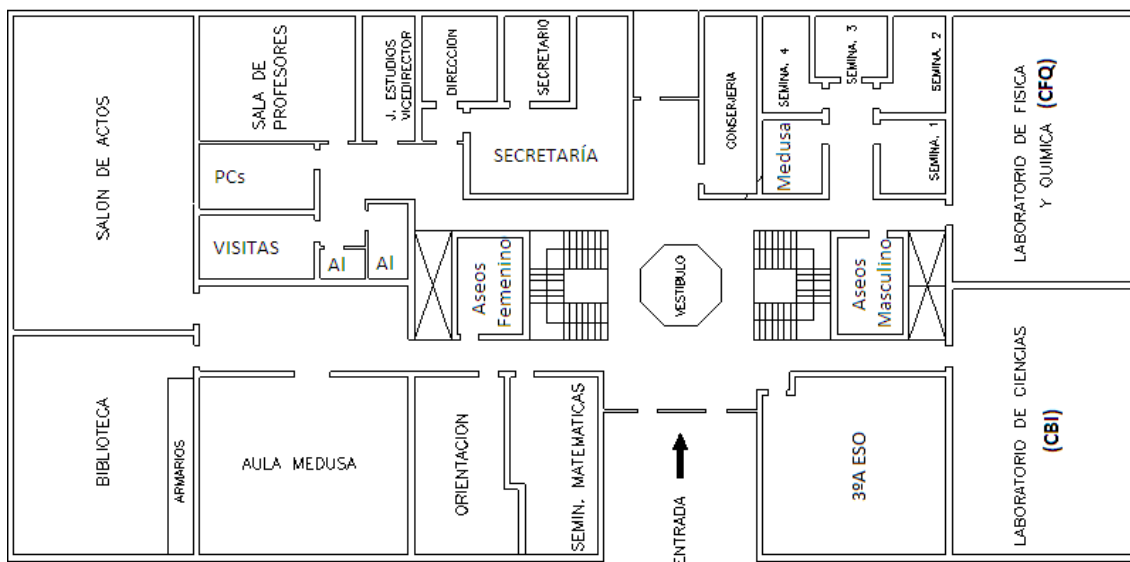 SALON DE ACTOS
SALA DE
PROFESORES
J. ESTUDIOS
VICEDIRECTOR
DIRECCION
SECRETARIO
SECRETARÍA
CONSERJERIA
SEMINA. 4
SEMINA. 3
SEMINA. 2
SEMINA. 1
Medusa
LABORATORIO DE FISICA
Y QUIMICA (CFQ)
PCs
VISITAS
AI
AI
Aseos
Femenino
VESTIBULO
Aseos
Masculino
BIBLIOTECA
ARMARIOS
AULA MEDUSA
ORIENTACION
SEMIN. MATEMATICAS
ENTRADA
3ºA ESO
LABORATORIO DE CIENCIAS
(CBI)